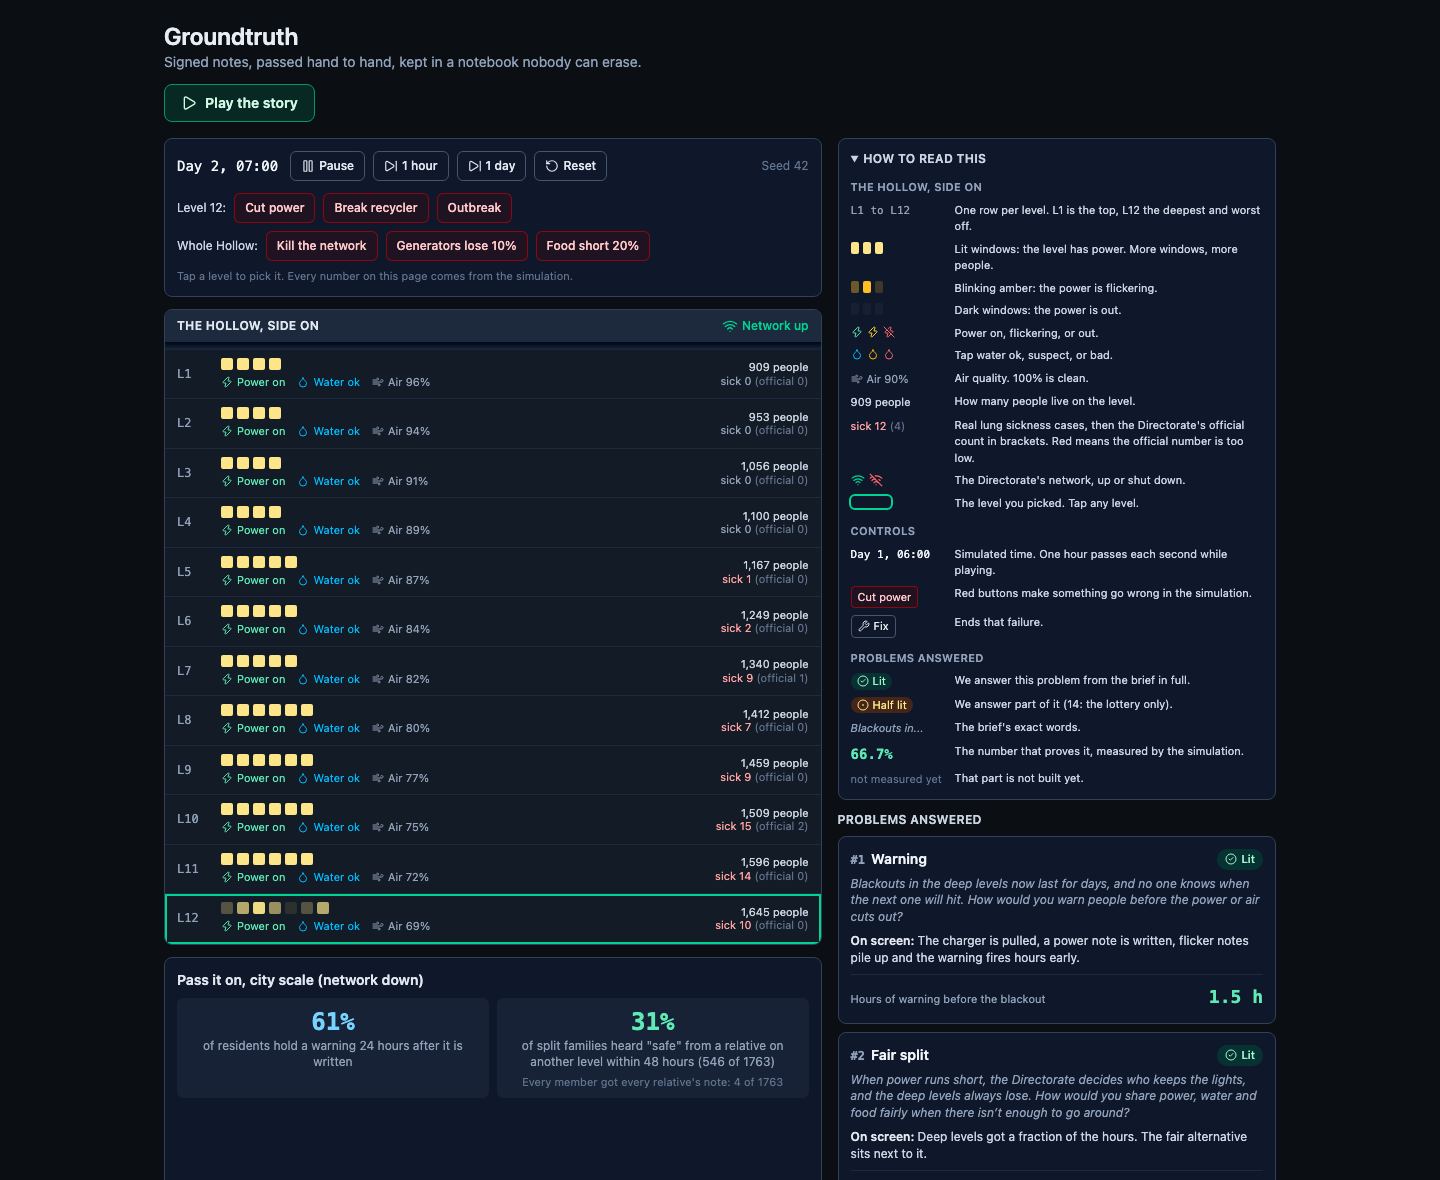 Groundtruth
Signed notes, passed hand to hand, kept in a notebook nobody can erase.
Play the story
Day 2, 07:00 Pause 1 hour 1 day Reset Seed 42
Level 12: Cut power Break recycler Outbreak
Whole Hollow: Kill the network Generators lose 10% Food short 20%
Tap a level to pick it. Every number on this page comes from the simulation.
THE HOLLOW, SIDE ON Network up
L1 Power on Water ok Air 96% 909 people
sick 0 (official 0)
L2 Power on Water ok Air 94% 953 people
sick 0 (official 0)
L3 Power on Water ok Air 91% 1,056 people
sick 0 (official 0)
L4 Power on Water ok Air 89% 1,100 people
sick 0 (official 0)
L5 Power on Water ok Air 87% 1,167 people
sick 1 (official 0)
L6 Power on Water ok Air 84% 1,249 people
sick 2 (official 0)
L7 Power on Water ok Air 82% 1,340 people
sick 9 (official 1)
L8 Power on Water ok Air 80% 1,412 people
sick 7 (official 0)
L9 Power on Water ok Air 77% 1,459 people
sick 9 (official 0)
L10 Power on Water ok Air 75% 1,509 people
sick 15 (official 2)
L11 Power on Water ok Air 72% 1,596 people
sick 14 (official 0)
L12 Power on Water ok Air 69% 1,645 people
sick 10 (official 0)
Pass it on, city scale (network down)
61%
of residents hold a warning 24 hours after it is
written
31%
of split families heard "safe" from a relative on
another level within 48 hours (546 of 1763)
Every member got every relative's note: 4 of 1763
HOW TO READ THIS
THE HOLLOW, SIDE ON
L1 to L12 One row per level. L1 is the top, L12 the deepest and worst
off.
Lit windows: the level has power. More windows, more
people.
Blinking amber: the power is flickering.
Dark windows: the power is out.
Power on, flickering, or out.
Tap water ok, suspect, or bad.
Air 90% Air quality. 100% is clean.
909 people How many people live on the level.
sick 12 (4) Real lung sickness cases, then the Directorate's official
count in brackets. Red means the official number is too
low.
The Directorate's network, up or shut down.
The level you picked. Tap any level.
CONTROLS
Day 1, 06:00 Simulated time. One hour passes each second while
playing.
Cut power Red buttons make something go wrong in the simulation.
Fix Ends that failure.
PROBLEMS ANSWERED
Lit We answer this problem from the brief in full.
Half lit We answer part of it (14: the lottery only).
Blackouts in... The brief's exact words.
66.7% The number that proves it, measured by the simulation.
not measured yet That part is not built yet.
PROBLEMS ANSWERED
#1 Warning Lit
Blackouts in the deep levels now last for days, and no one knows when
the next one will hit. How would you warn people before the power or air
cuts out?
On screen: The charger is pulled, a power note is written, flicker notes
pile up and the warning fires hours early.
Hours of warning before the blackout 1.5 h
#2 Fair split Lit
When power runs short, the Directorate decides who keeps the lights,
and the deep levels always lose. How would you share power, water and
food fairly when there isn't enough to go around?
On screen: Deep levels got a fraction of the hours. The fair alternative
sits next to it.